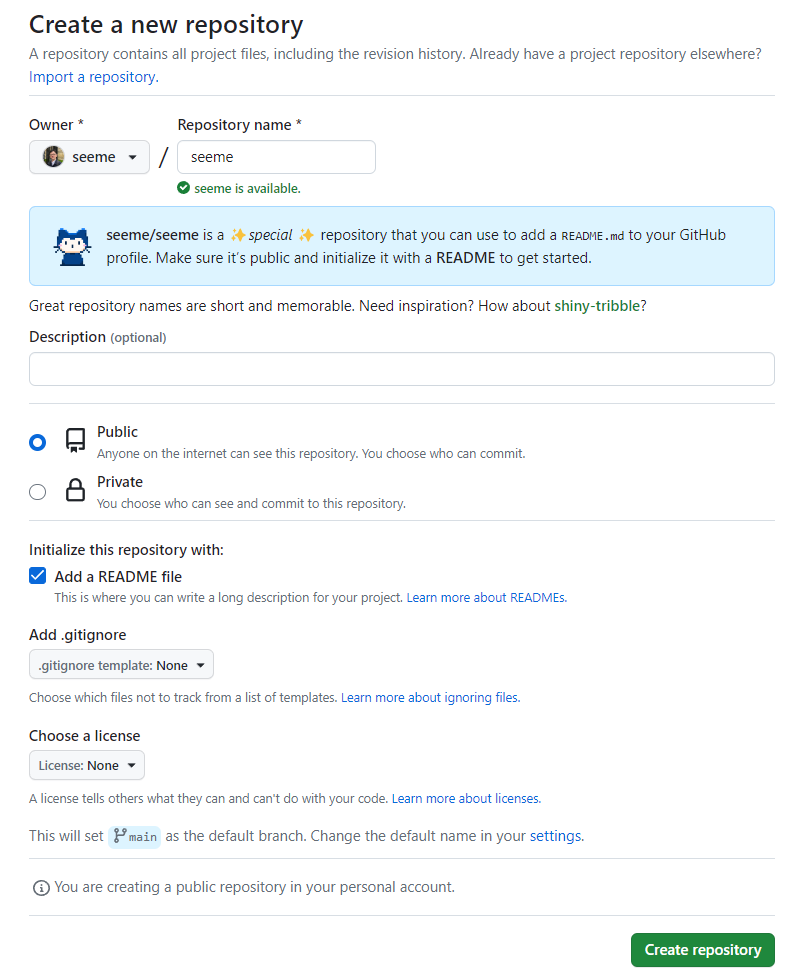 Create a new repository
A repository contains all project files, including the revision history. Already have a project repository elsewhere?
Import a repository.
Owner *
Repository name *
seeme
/
seeme
seeme is available.
seeme/seeme is a ✨special ✨ repository that you can use to add a README.md to your GitHub
profile. Make sure it's public and initialize it with a README to get started.
Great repository names are short and memorable. Need inspiration? How about shiny-tribble?
Description (optional)
Public
Anyone on the internet can see this repository. You choose who can commit.
Private
You choose who can see and commit to this repository.
Initialize this repository with:
Add a README file
This is where you can write a long description for your project. Learn more about READMEs.
Add .gitignore
.gitignore template: None
Choose which files not to track from a list of templates. Learn more about ignoring files.
Choose a license
License: None
A license tells others what they can and can't do with your code. Learn more about licenses.
This will set main as the default branch. Change the default name in your settings.
You are creating a public repository in your personal account.
Create repository